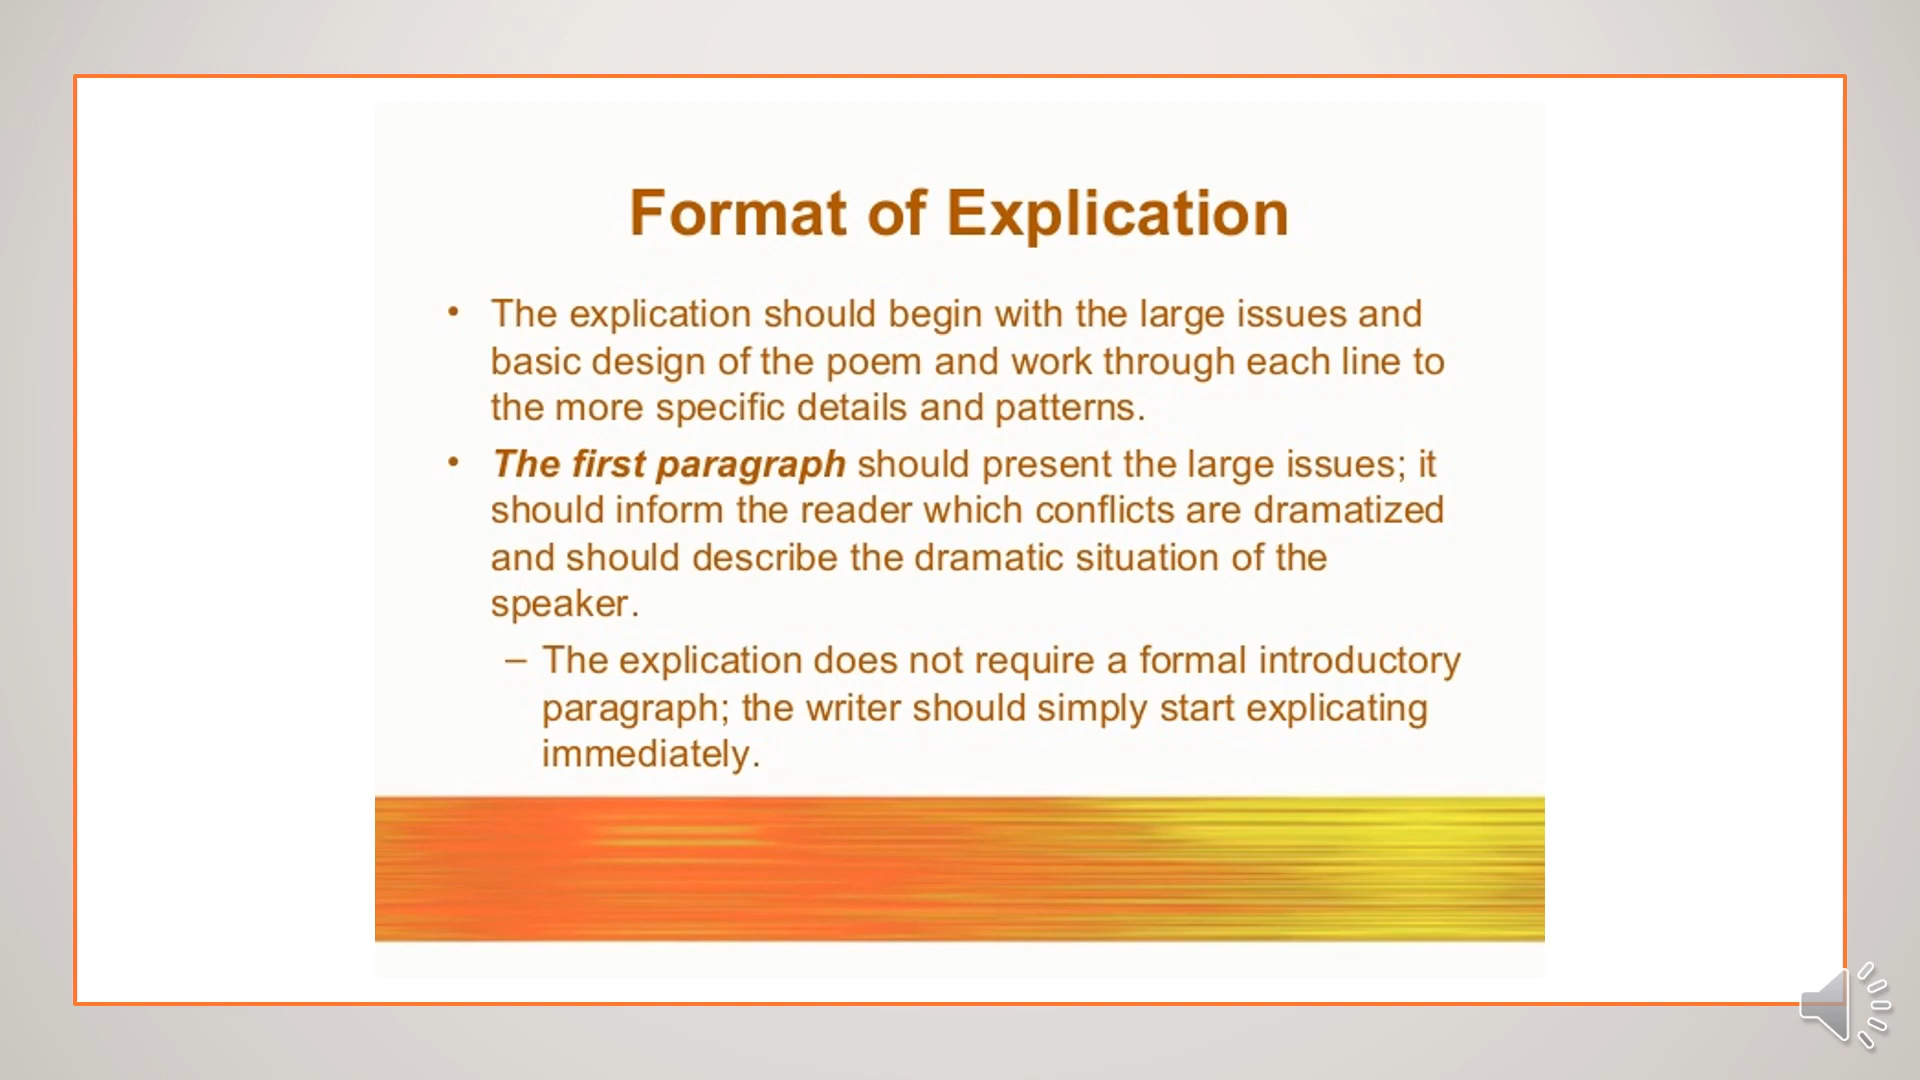 Format of Explication
• The explication should begin with the large issues and
basic design of the poem and work through each line to
the more specific details and patterns.
• The first paragraph should present the large issues; it
should inform the reader which conflicts are dramatized
and should describe the dramatic situation of the
speaker.
– The explication does not require a formal introductory
paragraph; the writer should simply start explicating
immediately.